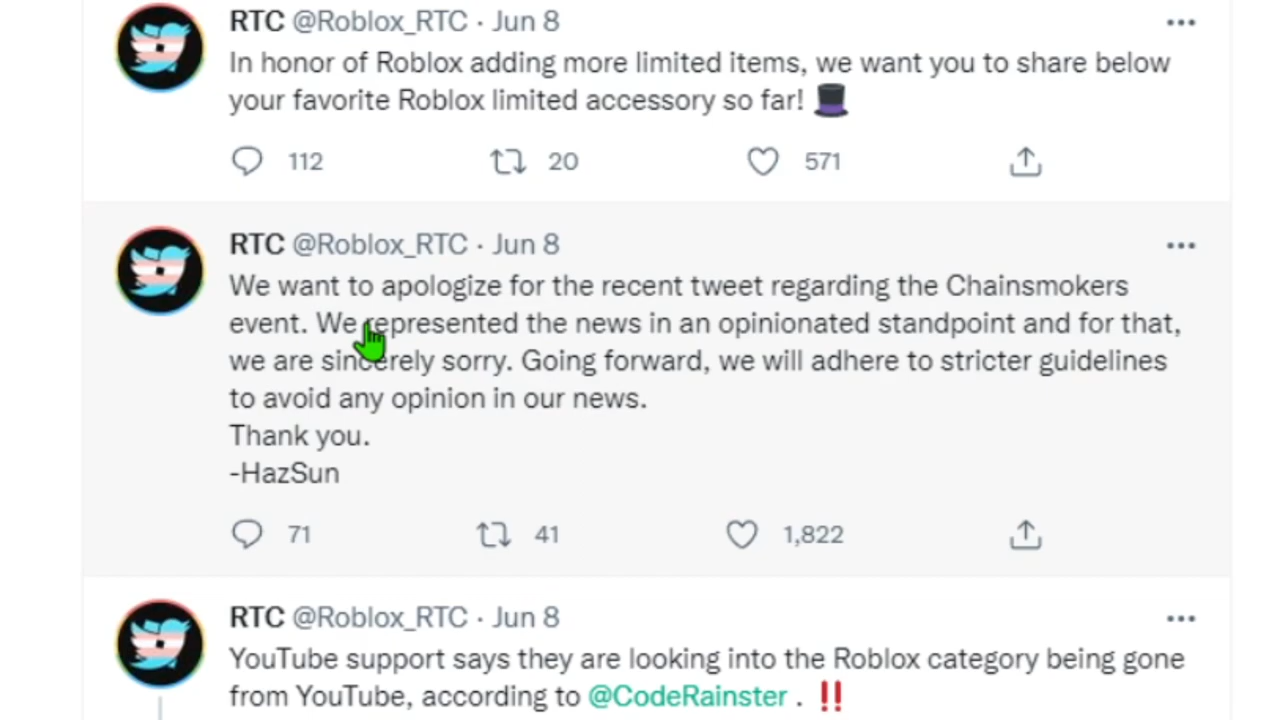 RTC @Roblox_RTC · Jun 8
In honor of Roblox adding more limited items, we want you to share below
your favorite Roblox limited accessory so far! 🎩
112 20 571
RTC @Roblox_RTC · Jun 8
We want to apologize for the recent tweet regarding the Chainsmokers
event. We represented the news in an opinionated standpoint and for that,
we are sincerely sorry. Going forward, we will adhere to stricter guidelines
to avoid any opinion in our news.
Thank you.
-HazSun
71 41 1,822
RTC @Roblox_RTC · Jun 8
YouTube support says they are looking into the Roblox category being gone
from YouTube, according to @CodeRainster . ‼️